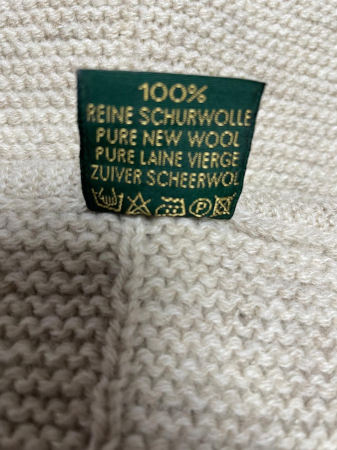 100%
REINE SCHURWOLLE
PURE NEW WOOL
PURE LAINE VIERGE
ZUIVER SCHEERWOL
P